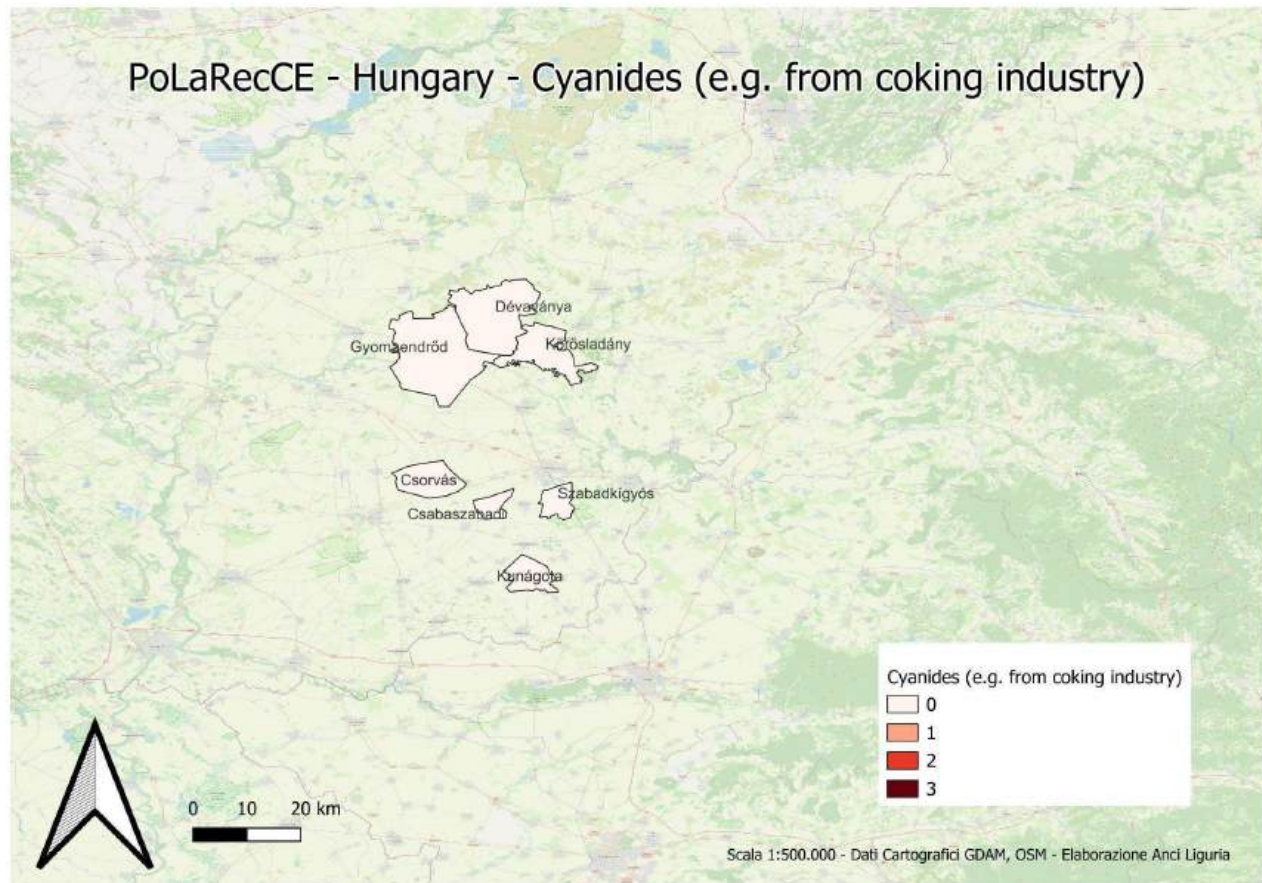 PoLaRecCE - Hungary - Cyanides (e.g. from coking industry)
Dévaványa
Gyomaendrőd
Körösladány
Csorvás
Szabadkígyós
Csabaszabadi
Kunágota
Cyanides (e.g. from coking industry)
0
1
2
3
0 10 20 km
Scala 1:500.000 - Dati Cartografici GDAM, OSM - Elaborazione Anci Liguria